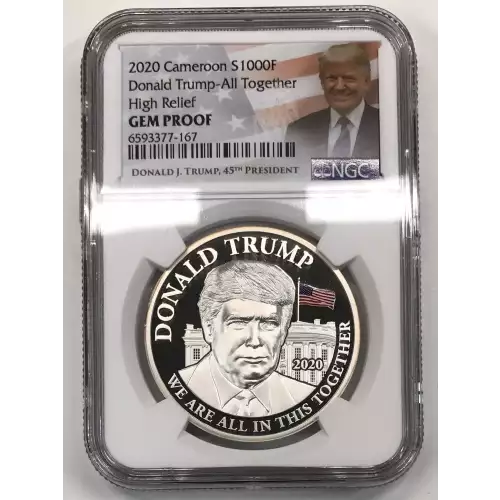 2020 Cameroon S1000F
Donald Trump-All Together
High Relief
GEM PROOF
6593377-167
DONALD J. TRUMP, 45TH PRESIDENT
NGC
DONALD TRUMP
2020
WE ARE ALL IN THIS TOGETHER